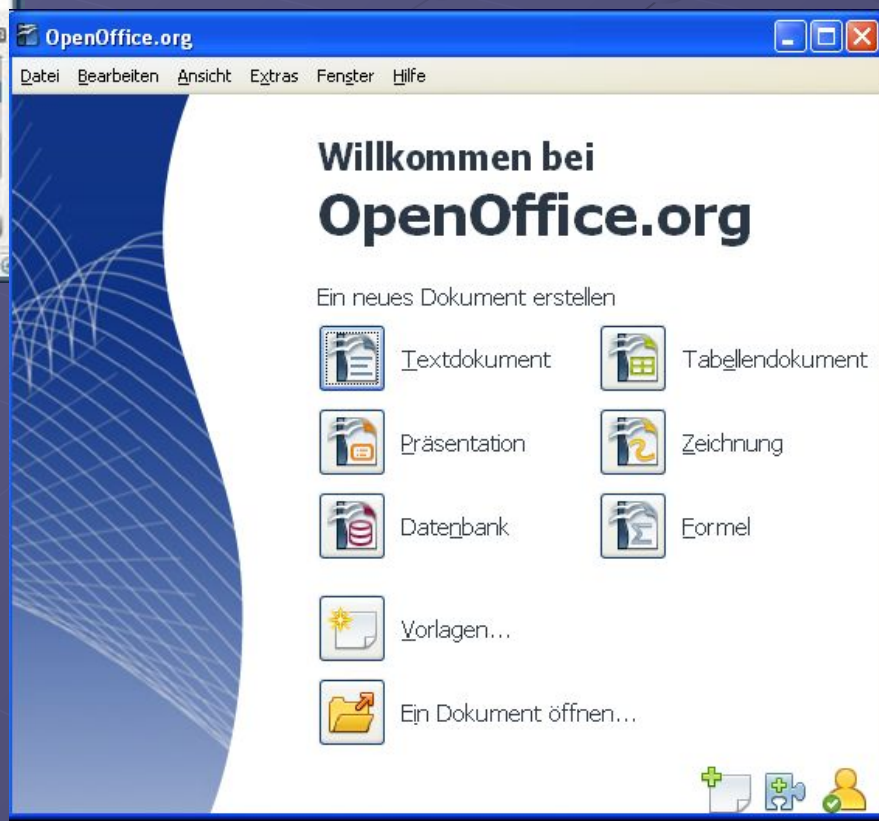 OpenOffice.org
Datei Bearbeiten Ansicht Extras Fenster Hilfe
Willkommen bei
OpenOffice.org
Ein neues Dokument erstellen
Textdokument Tabellendokument
Präsentation Zeichnung
Datenbank Formel
Vorlagen...
Ein Dokument öffnen...